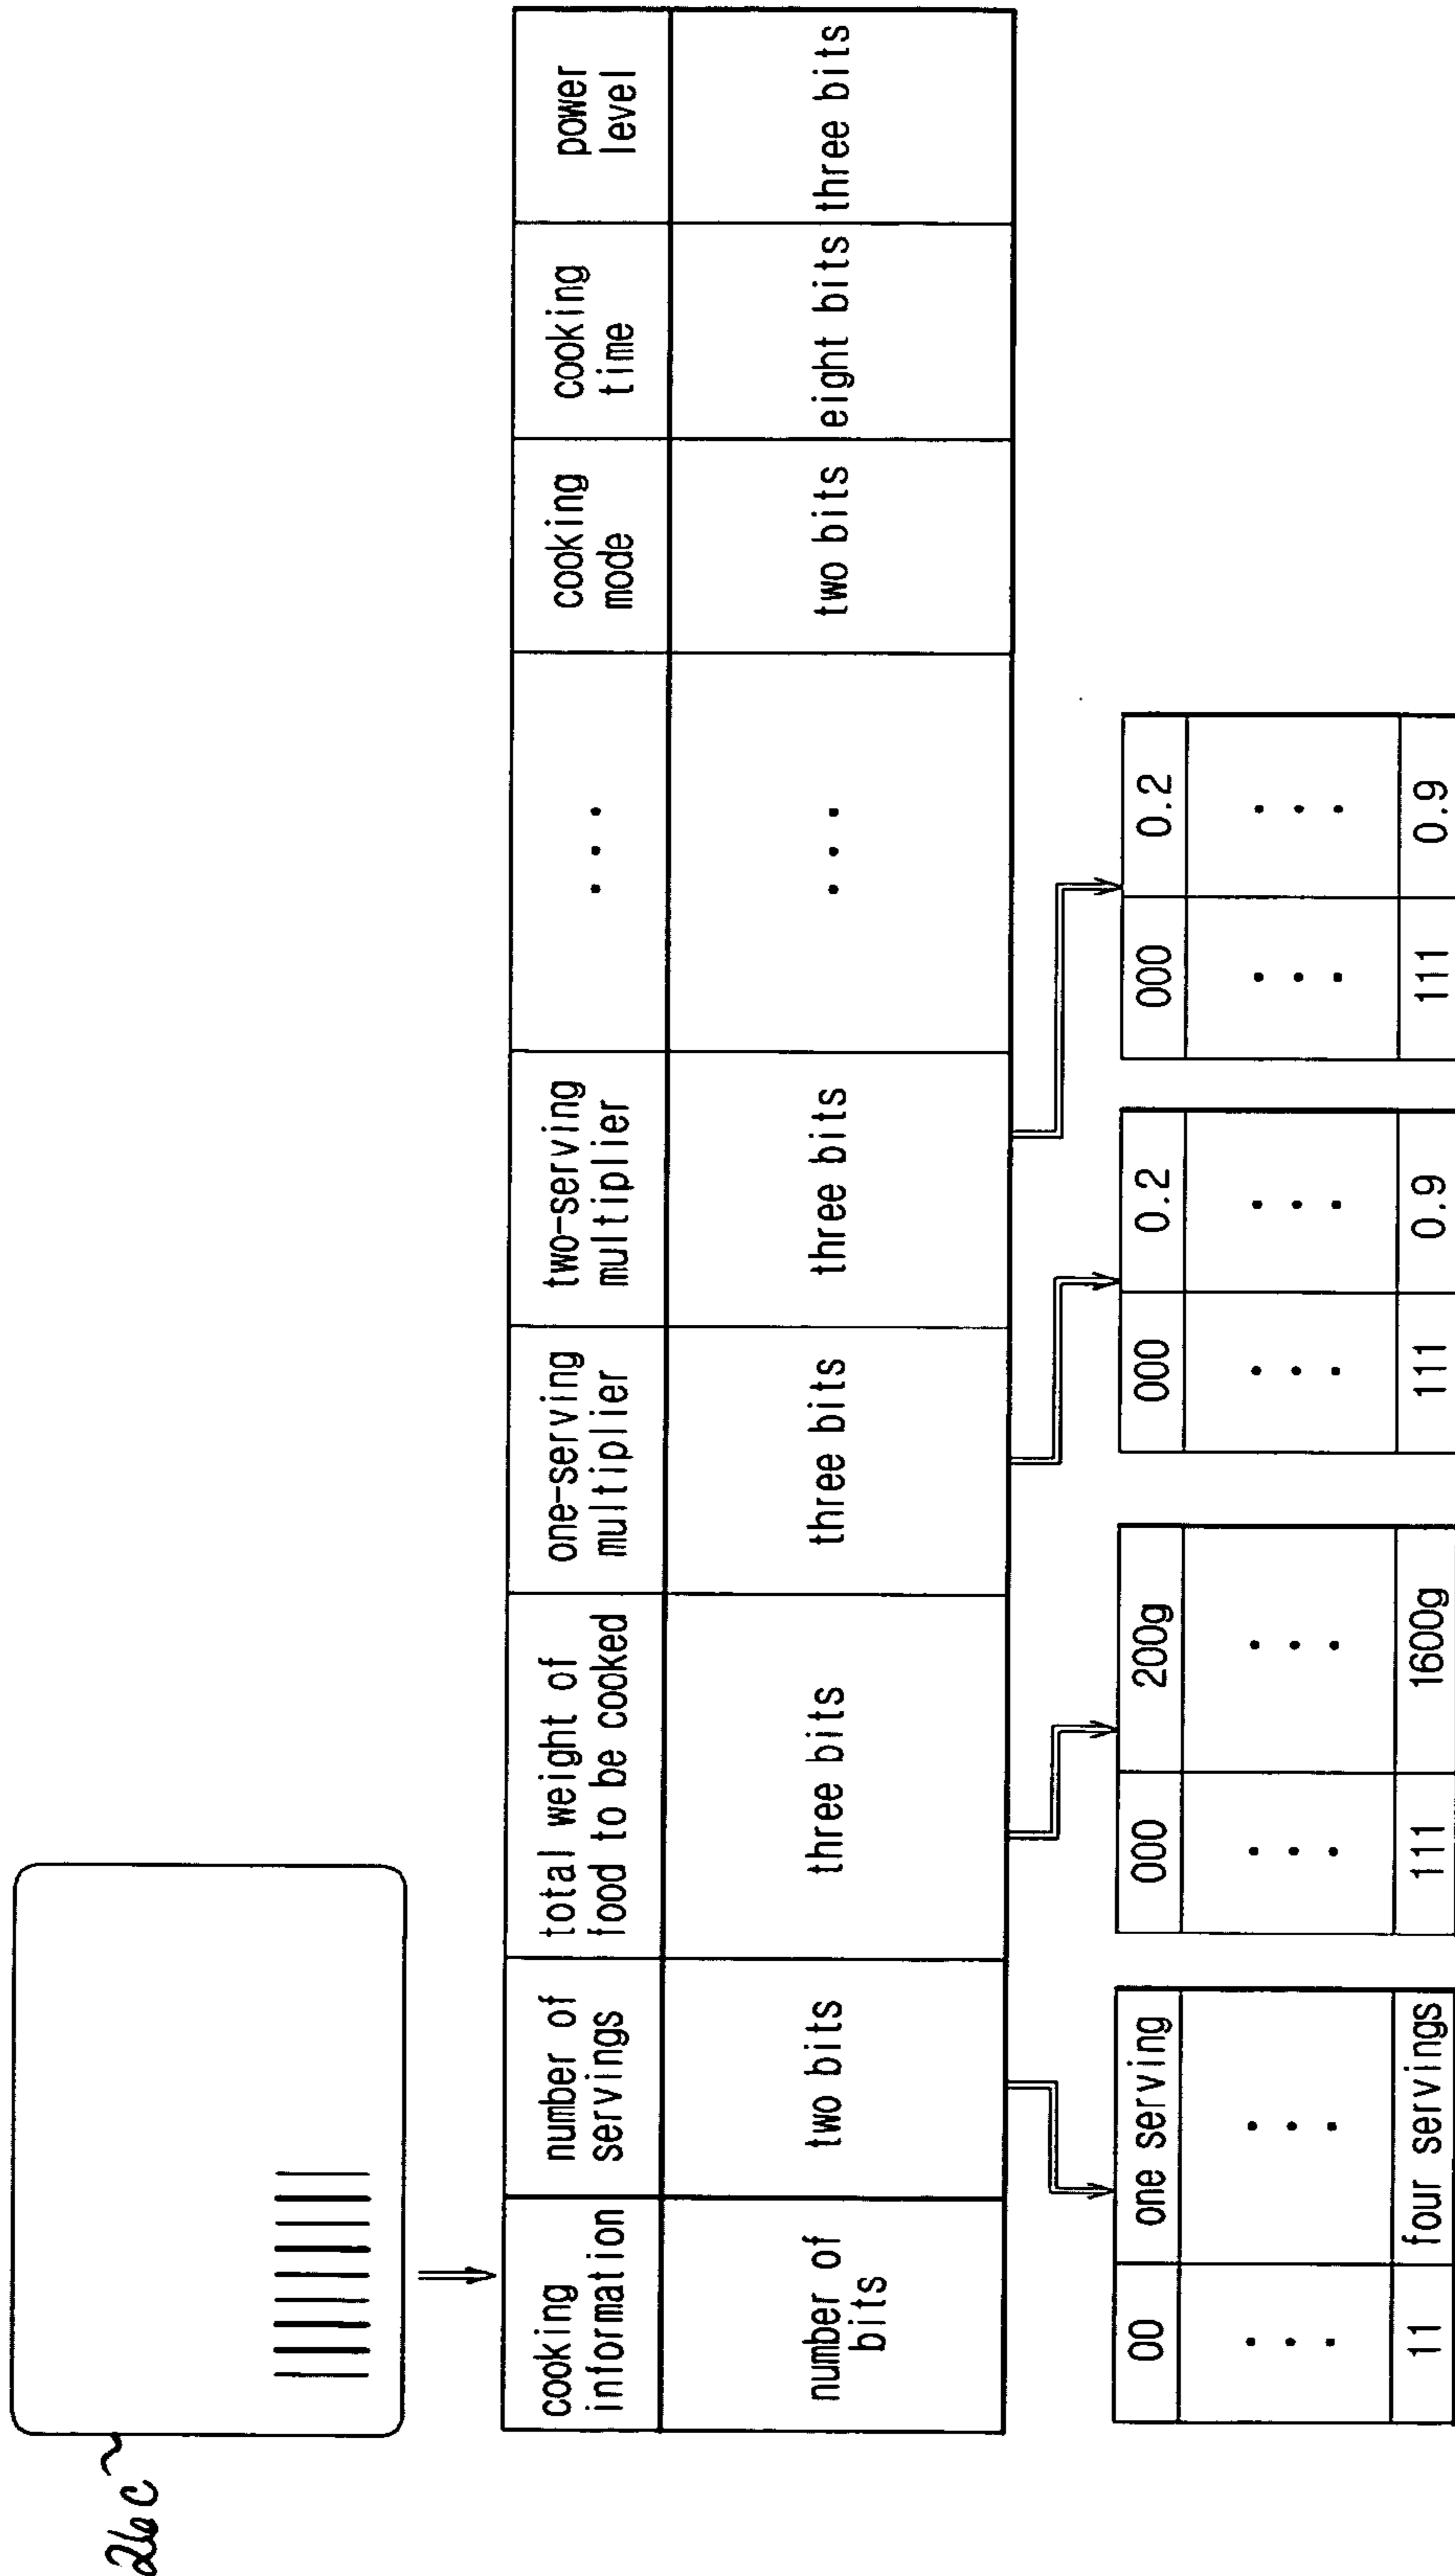 26c
cooking
information
number of
servings
total weight of
food to be cooked
one-serving
multiplier
two-serving
multiplier
. . .
cooking
mode
cooking
time
power
level
number of
bits
two bits
three bits
three bits
three bits
. . .
two bits
eight bits
three bits
00 one serving
. . . . . .
11 four servings
000 200g
. . . . . .
111 1600g
000 0.2
. . . . . .
111 0.9
000 0.2
. . . . . .
111 0.9